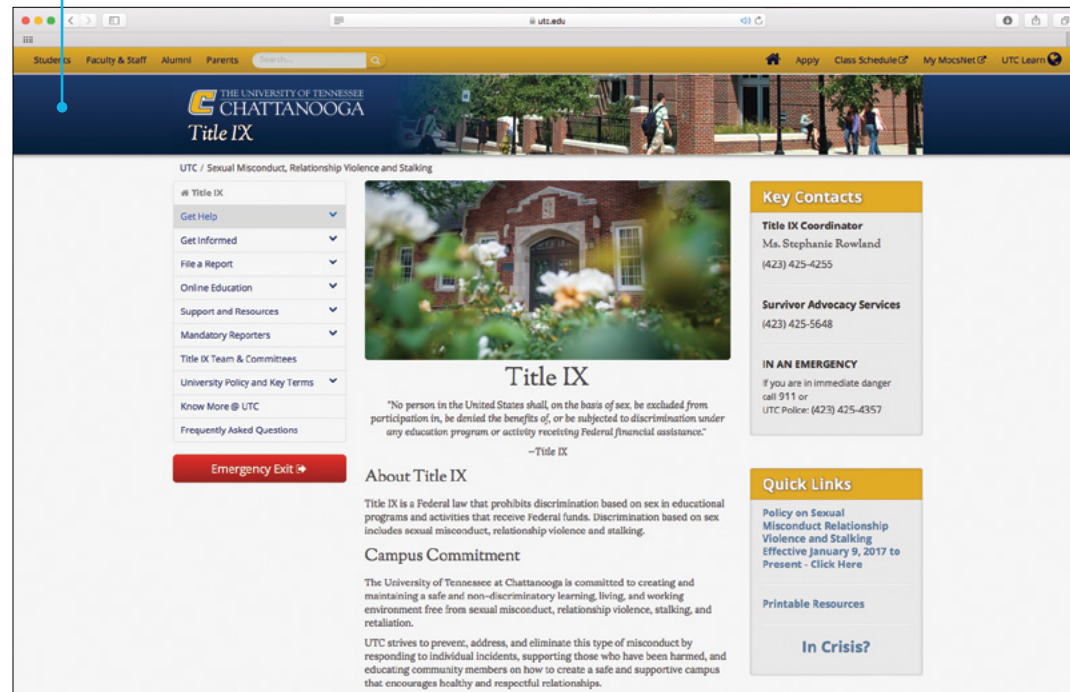 utc.edu
Students Faculty & Staff Alumni Parents Search... Apply Class Schedule My MocsNet UTC Learn
THE UNIVERSITY OF TENNESSEE
CHATTANOOGA
Title IX
UTC / Sexual Misconduct, Relationship Violence and Stalking
Title IX
Get Help
Get Informed
File a Report
Online Education
Support and Resources
Mandatory Reporters
Title IX Team & Committees
University Policy and Key Terms
Know More @ UTC
Frequently Asked Questions
Emergency Exit
Title IX
"No person in the United States shall, on the basis of sex, be excluded from
participation in, be denied the benefits of, or be subjected to discrimination under
any education program or activity receiving Federal financial assistance."
—Title IX
About Title IX
Title IX is a Federal law that prohibits discrimination based on sex in educational
programs and activities that receive Federal funds. Discrimination based on sex
includes sexual misconduct, relationship violence and stalking.
Campus Commitment
The University of Tennessee at Chattanooga is committed to creating and
maintaining a safe and non-discriminatory learning, living, and working
environment free from sexual misconduct, relationship violence, stalking, and
retaliation.
UTC strives to prevent, address, and eliminate this type of misconduct by
responding to individual incidents, supporting those who have been harmed, and
educating community members on how to create a safe and supportive campus
that encourages healthy and respectful relationships.
Key Contacts
Title IX Coordinator
Ms. Stephanie Rowland
(423) 425-4255
Survivor Advocacy Services
(423) 425-5648
IN AN EMERGENCY
If you are in immediate danger
call 911 or
UTC Police: (423) 425-4357
Quick Links
Policy on Sexual
Misconduct Relationship
Violence and Stalking
Effective January 9, 2017 to
Present - Click Here
Printable Resources
In Crisis?